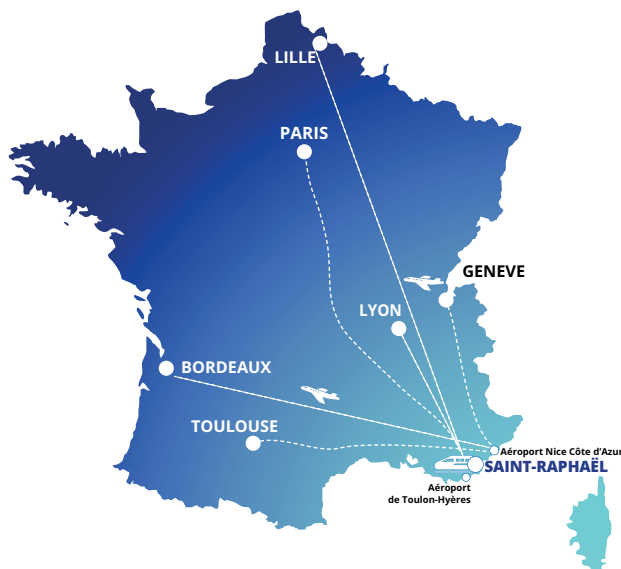 LILLE
PARIS
GENEVE
LYON
BORDEAUX
TOULOUSE
Aéroport Nice Côte d'Azur
SAINT-RAPHAËL
Aéroport
de Toulon-Hyères